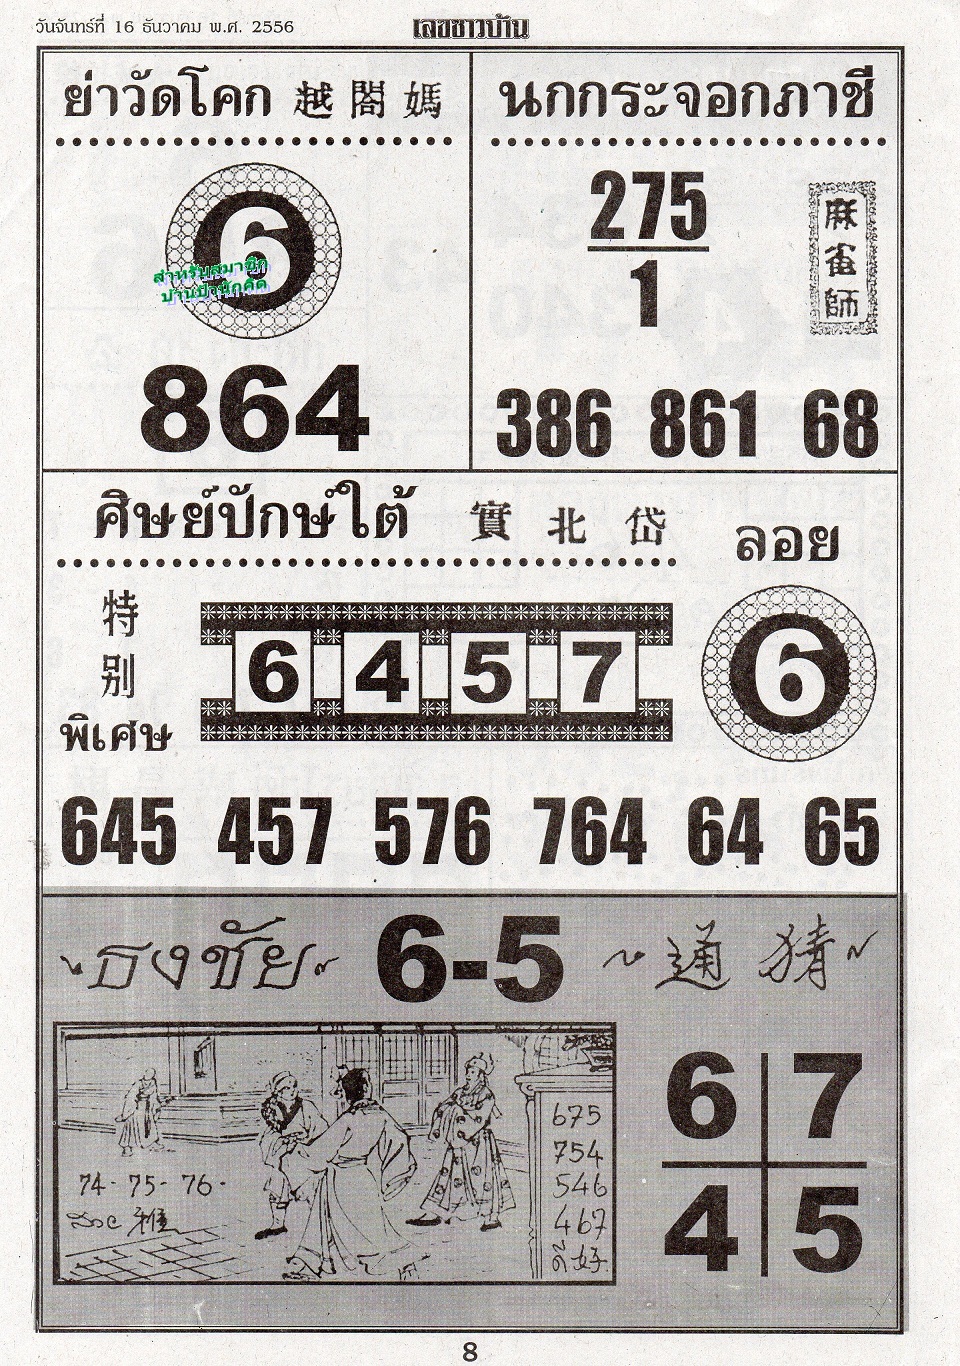 วันจันทร์ที่ 16 ธันวาคม พ.ศ. 2556
เลขชาวบ้าน
ย่าวัดโคก 越閣媽
6
สำหรับสมาชิก
บ้านป้านักคิด
864
นกกระจอกภาชี
275
1
麻雀師
386 861 68
ศิษย์ปักษ์ใต้ 實北岱
ลอย
特别
พิเศษ
6 4 5 7
6
645 457 576 764 64 65
ธงชัย 6-5 通猜
74- 75- 76-
675
754
546
467
ดี 好
6 7
4 5
8